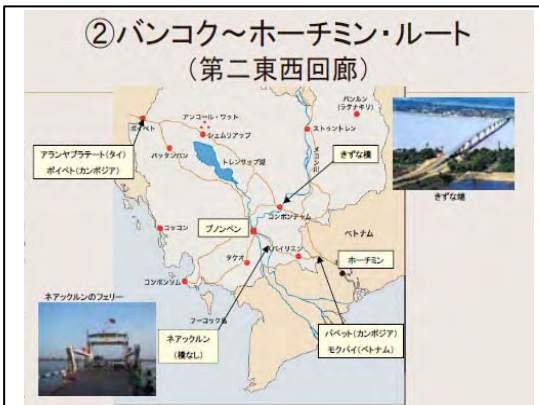 ②バンコク～ホーチミン・ルート
(第二東西回廊)
バンルン
(ラタナキリ)
アンコール・ワット
ポイペト
シェムリアップ
ストゥントレン
アランヤプラテート(タイ)
ポイペト(カンボジア)
バッタンバン
トレンサップ湖
メコン川
きずな橋
きずな端
コンポンチャム
コッコン
プノンペン
ベトナム
スバイリエン
ホーチミン
タケオ
コンポンソム
ネアックルンのフェリー
フーコック島
ネアックルン
(橋なし)
バベット(カンボジア)
モクバイ(ベトナム)